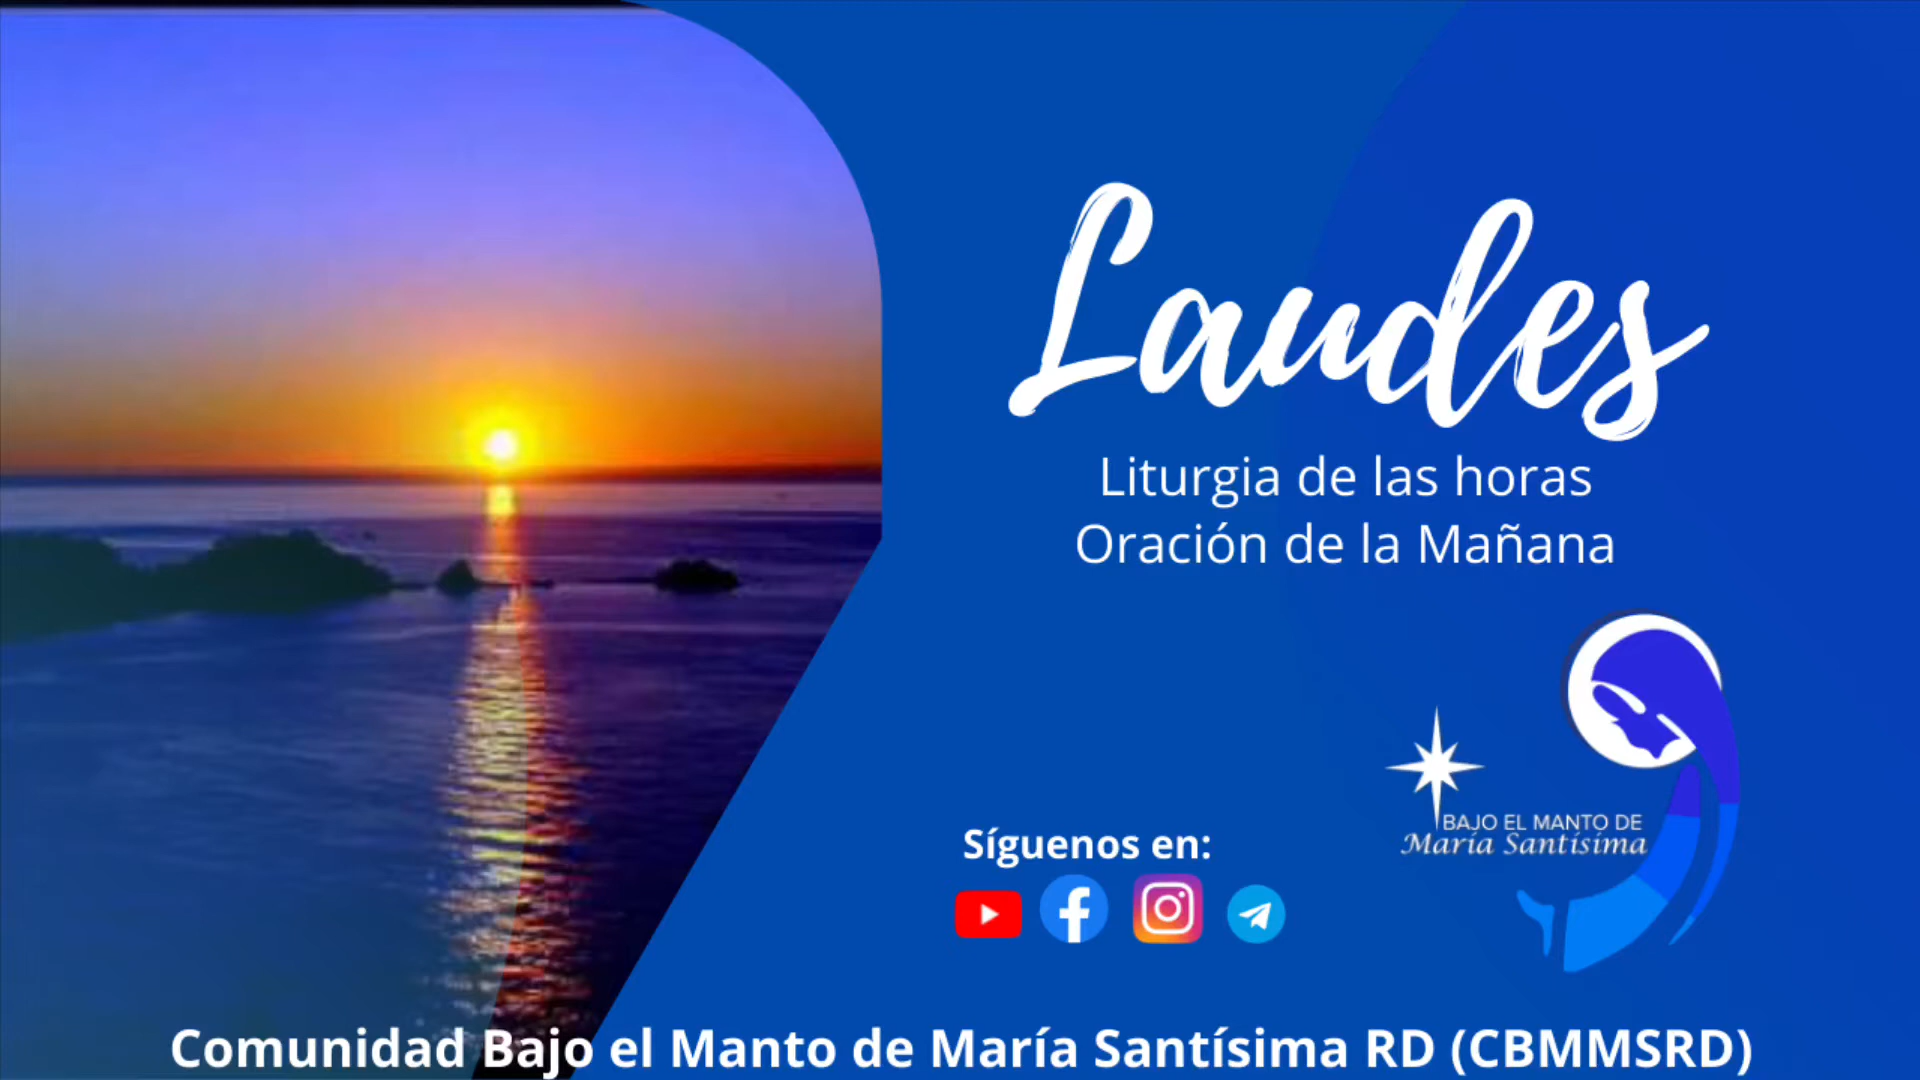 Laudes
Liturgia de las horas
Oración de la Mañana
BAJO EL MANTO DE
María Santísima
Síguenos en:
Comunidad Bajo el Manto de María Santísima RD (CBMMSRD)